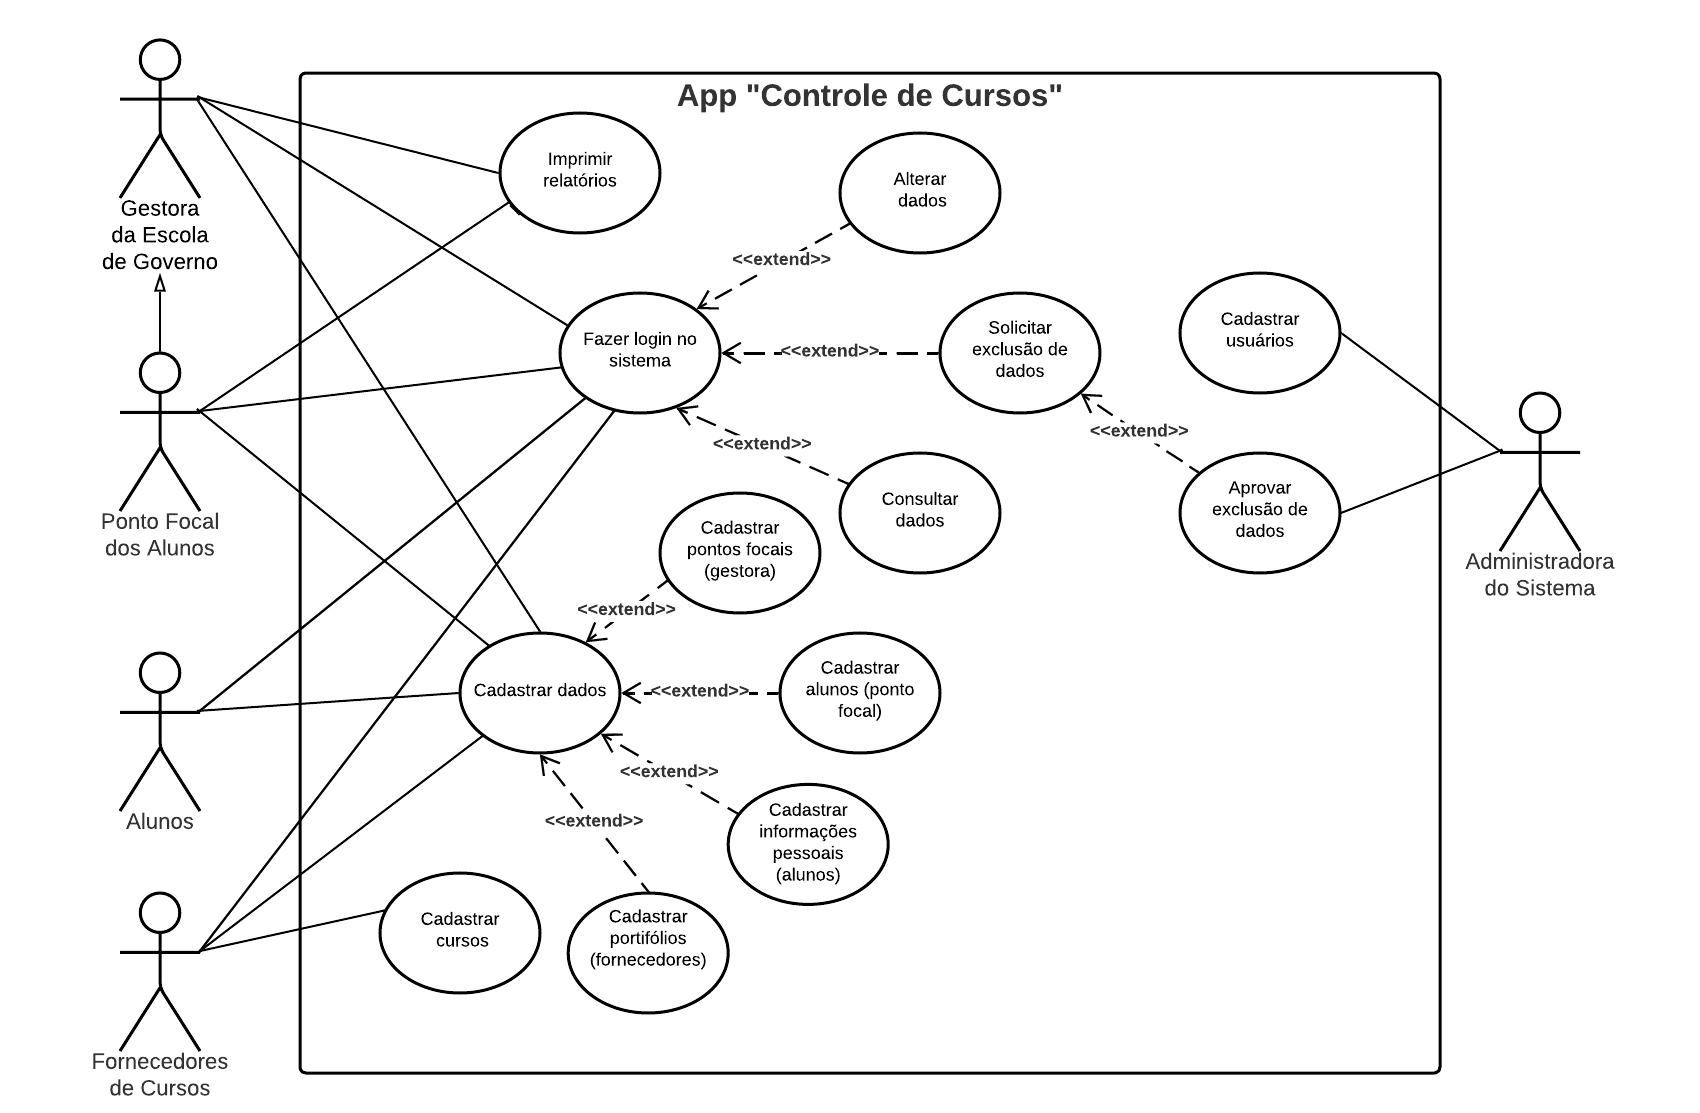 App "Controle de Cursos"
Gestora
da Escola
de Governo
Imprimir
relatórios
Alterar
dados
<<extend>>
Fazer login no
sistema
<<extend>>
Solicitar
exclusão de
dados
Cadastrar
usuários
<<extend>>
<<extend>>
Ponto Focal
dos Alunos
Consultar
dados
Aprovar
exclusão de
dados
Administradora
do Sistema
Cadastrar
pontos focais
(gestora)
<<extend>>
Cadastrar dados
<<extend>>
Cadastrar
alunos (ponto
focal)
<<extend>>
Alunos
<<extend>>
Cadastrar
informações
pessoais
(alunos)
Cadastrar
cursos
Cadastrar
portifólios
(fornecedores)
Fornecedores
de Cursos